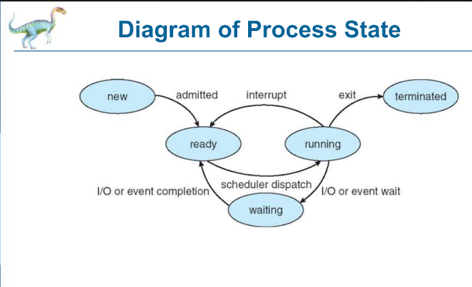 Diagram of Process State
new
admitted
interrupt
exit
terminated
ready
running
I/O or event completion
scheduler dispatch
I/O or event wait
waiting